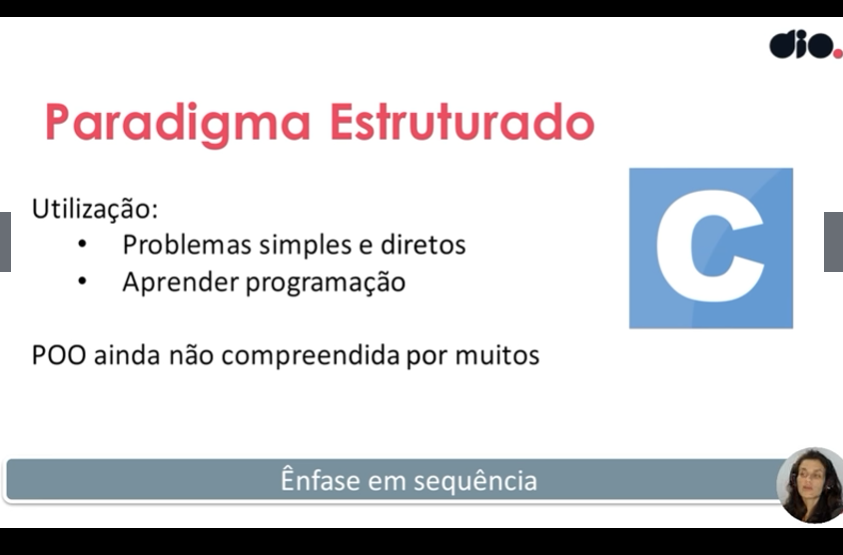 dio.
Paradigma Estruturado
Utilização:
• Problemas simples e diretos
• Aprender programação
C
POO ainda não compreendida por muitos
Ênfase em sequência